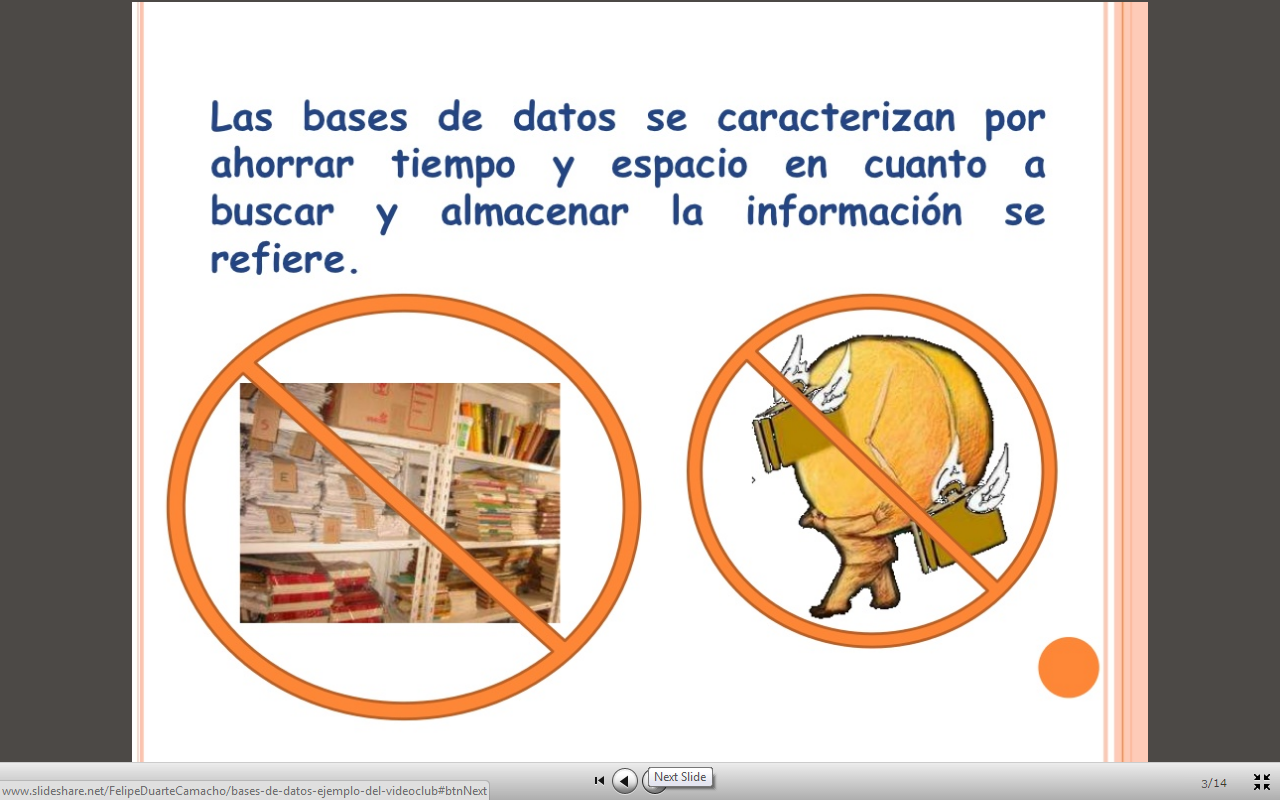 Las bases de datos se caracterizan por
ahorrar tiempo y espacio en cuanto a
buscar y almacenar la información se
refiere.
S
E
Next Slide
3/14
www.slideshare.net/FelipeDuarteCamacho/bases-de-datos-ejemplo-del-videoclub#btnNext